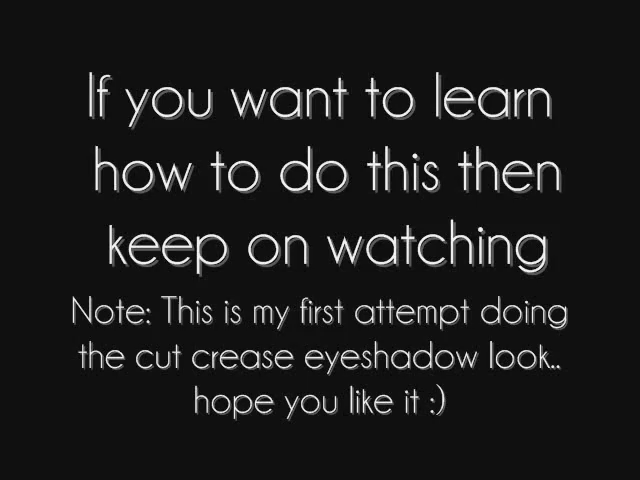 If you want to learn
how to do this then
keep on watching
Note: This is my first attempt doing
the cut crease eyeshadow look..
hope you like it :)